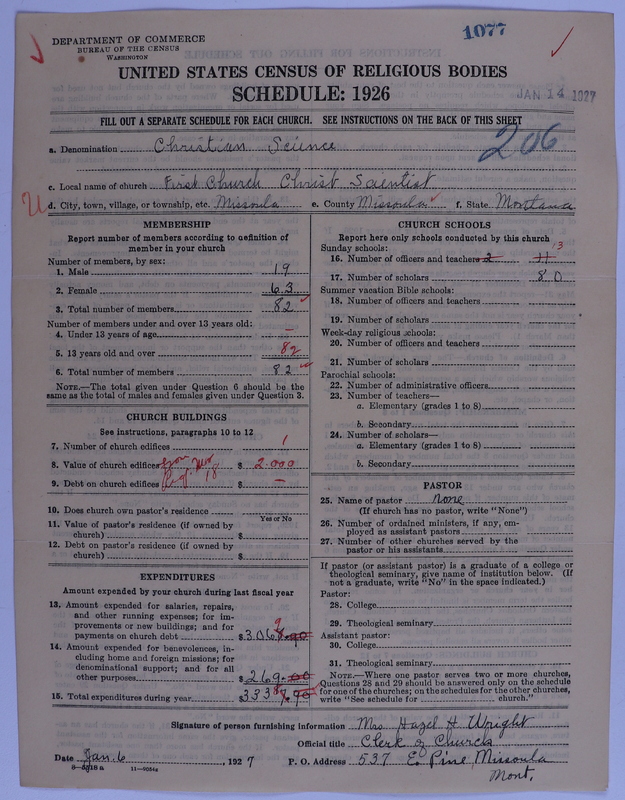 1077
DEPARTMENT OF COMMERCE
BUREAU OF THE CENSUS
WASHINGTON
UNITED STATES CENSUS OF RELIGIOUS BODIES
SCHEDULE: 1926
JAN 14 1927
FILL OUT A SEPARATE SCHEDULE FOR EACH CHURCH. SEE INSTRUCTIONS ON THE BACK OF THIS SHEET
206
a. Denomination Christian Science
c. Local name of church First Church Christ Scientist
d. City, town, village, or township, etc. Missoula e. County Missoula f. State Montana
MEMBERSHIP
Report number of members according to definition of
member in your church
Number of members, by sex:
1. Male 19
2. Female 63
3. Total number of members 82
Number of members under and over 13 years old:
4. Under 13 years of age —
5. 13 years old and over 82
6. Total number of members 82
NOTE.—The total given under Question 6 should be the
same as the total of males and females given under Question 3.
CHURCH BUILDINGS
See instructions, paragraphs 10 to 12
7. Number of church edifices 1
8. Value of church edifices $ 2.000
9. Debt on church edifices $ —
10. Does church own pastor's residence
Yes or No
11. Value of pastor's residence (if owned by
church) $
12. Debt on pastor's residence (if owned by
church) $
EXPENDITURES
Amount expended by your church during last fiscal year
13. Amount expended for salaries, repairs,
and other running expenses; for im-
provements or new buildings; and for
payments on church debt $
14. Amount expended for benevolences, in-
cluding home and foreign missions; for
denominational support; and for all
other purposes $ 269.00
15. Total expenditures during year $
CHURCH SCHOOLS
Report here only schools conducted by this church
Sunday schools:
16. Number of officers and teachers 2 11 13
17. Number of scholars 80
Summer vacation Bible schools:
18. Number of officers and teachers
19. Number of scholars
Week-day religious schools:
20. Number of officers and teachers
21. Number of scholars
Parochial schools:
22. Number of administrative officers
23. Number of teachers—
a. Elementary (grades 1 to 8)
b. Secondary
24. Number of scholars—
a. Elementary (grades 1 to 8)
b. Secondary
PASTOR
25. Name of pastor none
(If church has no pastor, write "None")
26. Number of ordained ministers, if any, em-
ployed as assistant pastors
27. Number of other churches served by the
pastor or his assistants
If pastor (or assistant pastor) is a graduate of a college or
theological seminary, give name of institution below. (If
not a graduate, write "No" in the space indicated.)
Pastor:
28. College
29. Theological seminary
Assistant pastor:
30. College
31. Theological seminary
NOTE.—Where one pastor serves two or more churches,
Questions 28 and 29 should be answered only on the schedule
for one of the churches; on the schedules for the other churches,
write "See schedule for church."
Signature of person furnishing information Mrs. Hazel H. Wright
Official title Clerk of Church
Date Jan. 6, 1927 P. O. Address 537 E. Pine, Missoula
Mont.
11—9054a